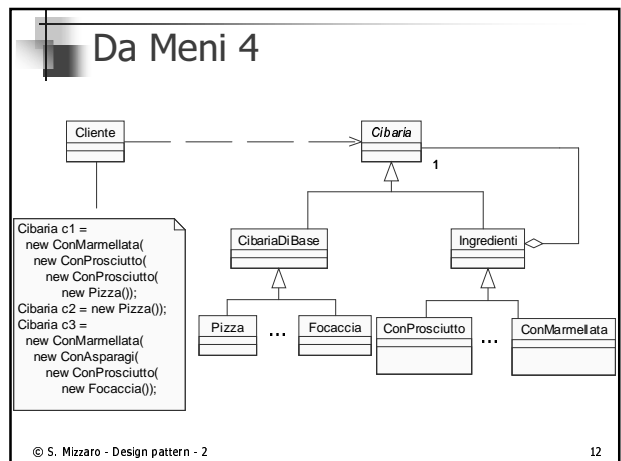 Da Meni 4
Cliente
Cibaria
1
Cibaria c1 =
new ConMarmellata(
new ConProsciutto(
new ConProsciutto(
new Pizza());
Cibaria c2 = new Pizza());
Cibaria c3 =
new ConMarmellata(
new ConAsparagi(
new ConProsciutto(
new Focaccia());
CibariaDiBase
Ingredienti
Pizza
...
Focaccia
ConProsciutto
...
ConMarmellata
© S. Mizzaro - Design pattern - 2
12